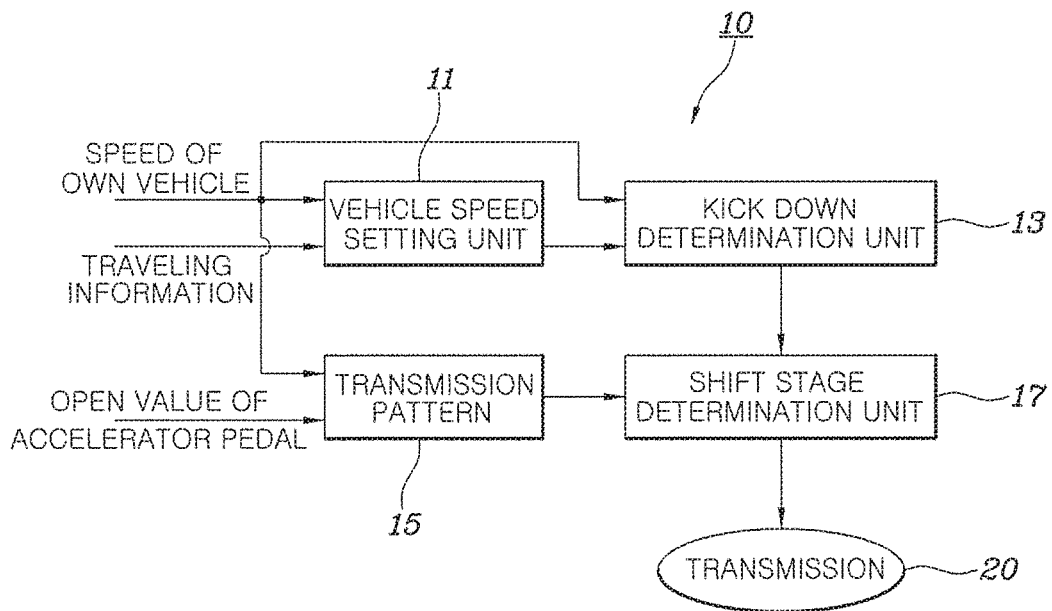 10
11
SPEED OF
OWN VEHICLE
VEHICLE SPEED
SETTING UNIT
KICK DOWN
DETERMINATION UNIT
13
TRAVELING
INFORMATION
OPEN VALUE OF
ACCELERATOR PEDAL
TRANSMISSION
PATTERN
SHIFT STAGE
DETERMINATION UNIT
17
15
TRANSMISSION
20